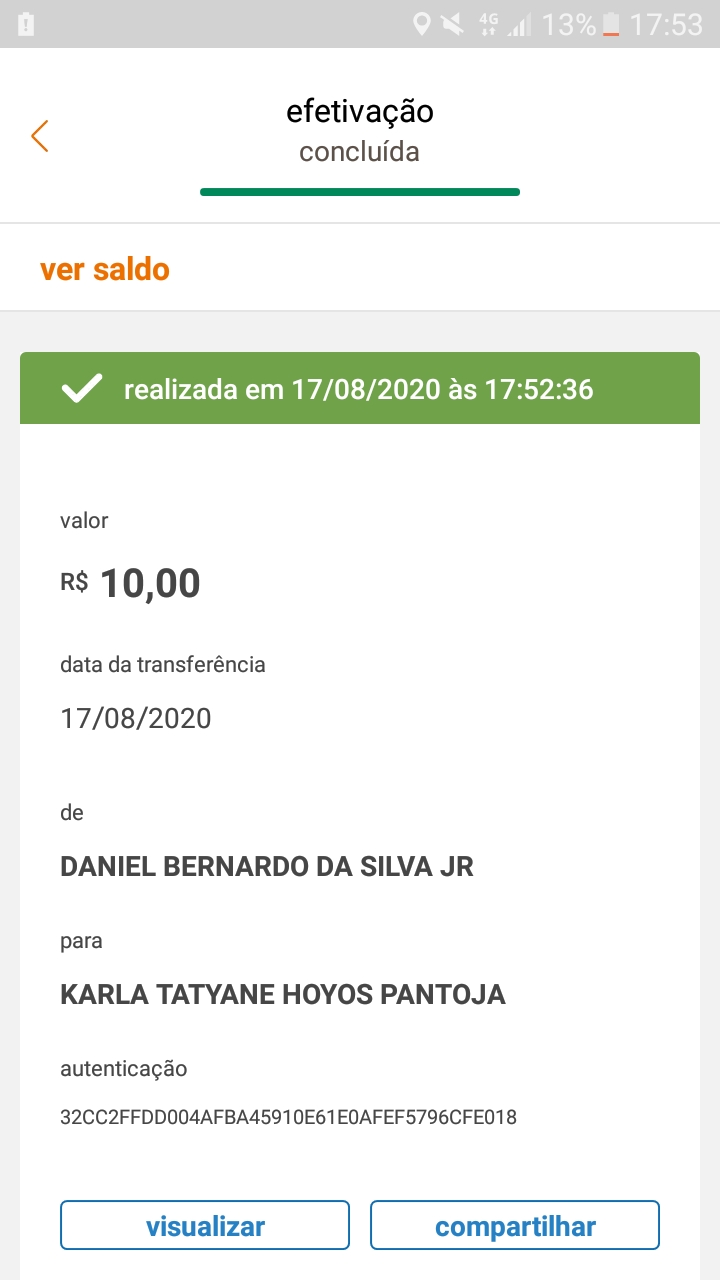 4G 13% 17:53
efetivação
concluída
ver saldo
realizada em 17/08/2020 às 17:52:36
valor
R$ 10,00
data da transferência
17/08/2020
de
DANIEL BERNARDO DA SILVA JR
para
KARLA TATYANE HOYOS PANTOJA
autenticação
32CC2FFDD004AFBA45910E61E0AFEF5796CFE018
visualizar compartilhar